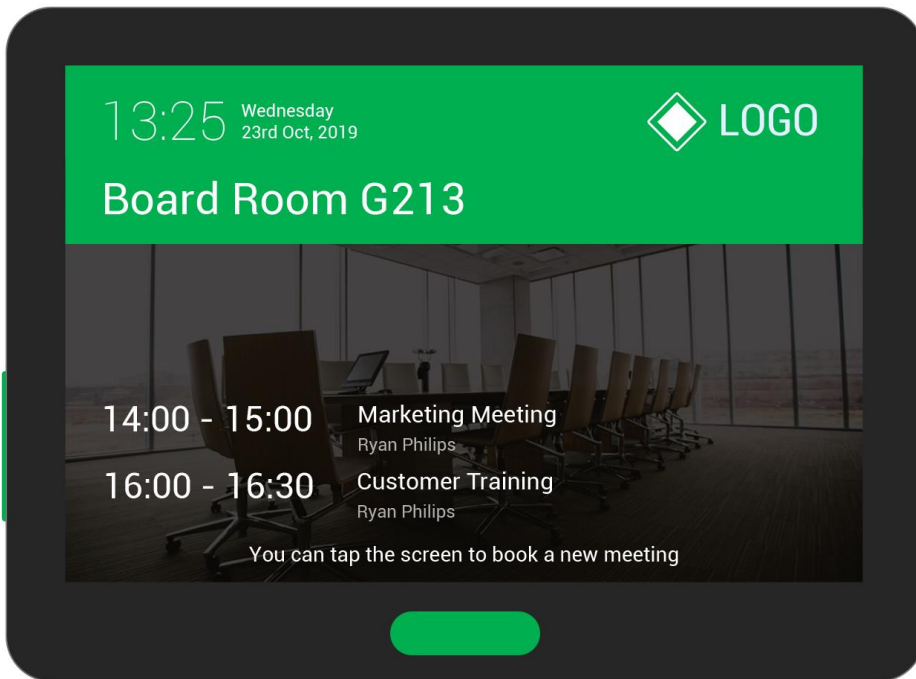 13:25
Wednesday
23rd Oct, 2019
LOGO
Board Room G213
14:00 - 15:00
Marketing Meeting
Ryan Philips
16:00 - 16:30
Customer Training
Ryan Philips
You can tap the screen to book a new meeting